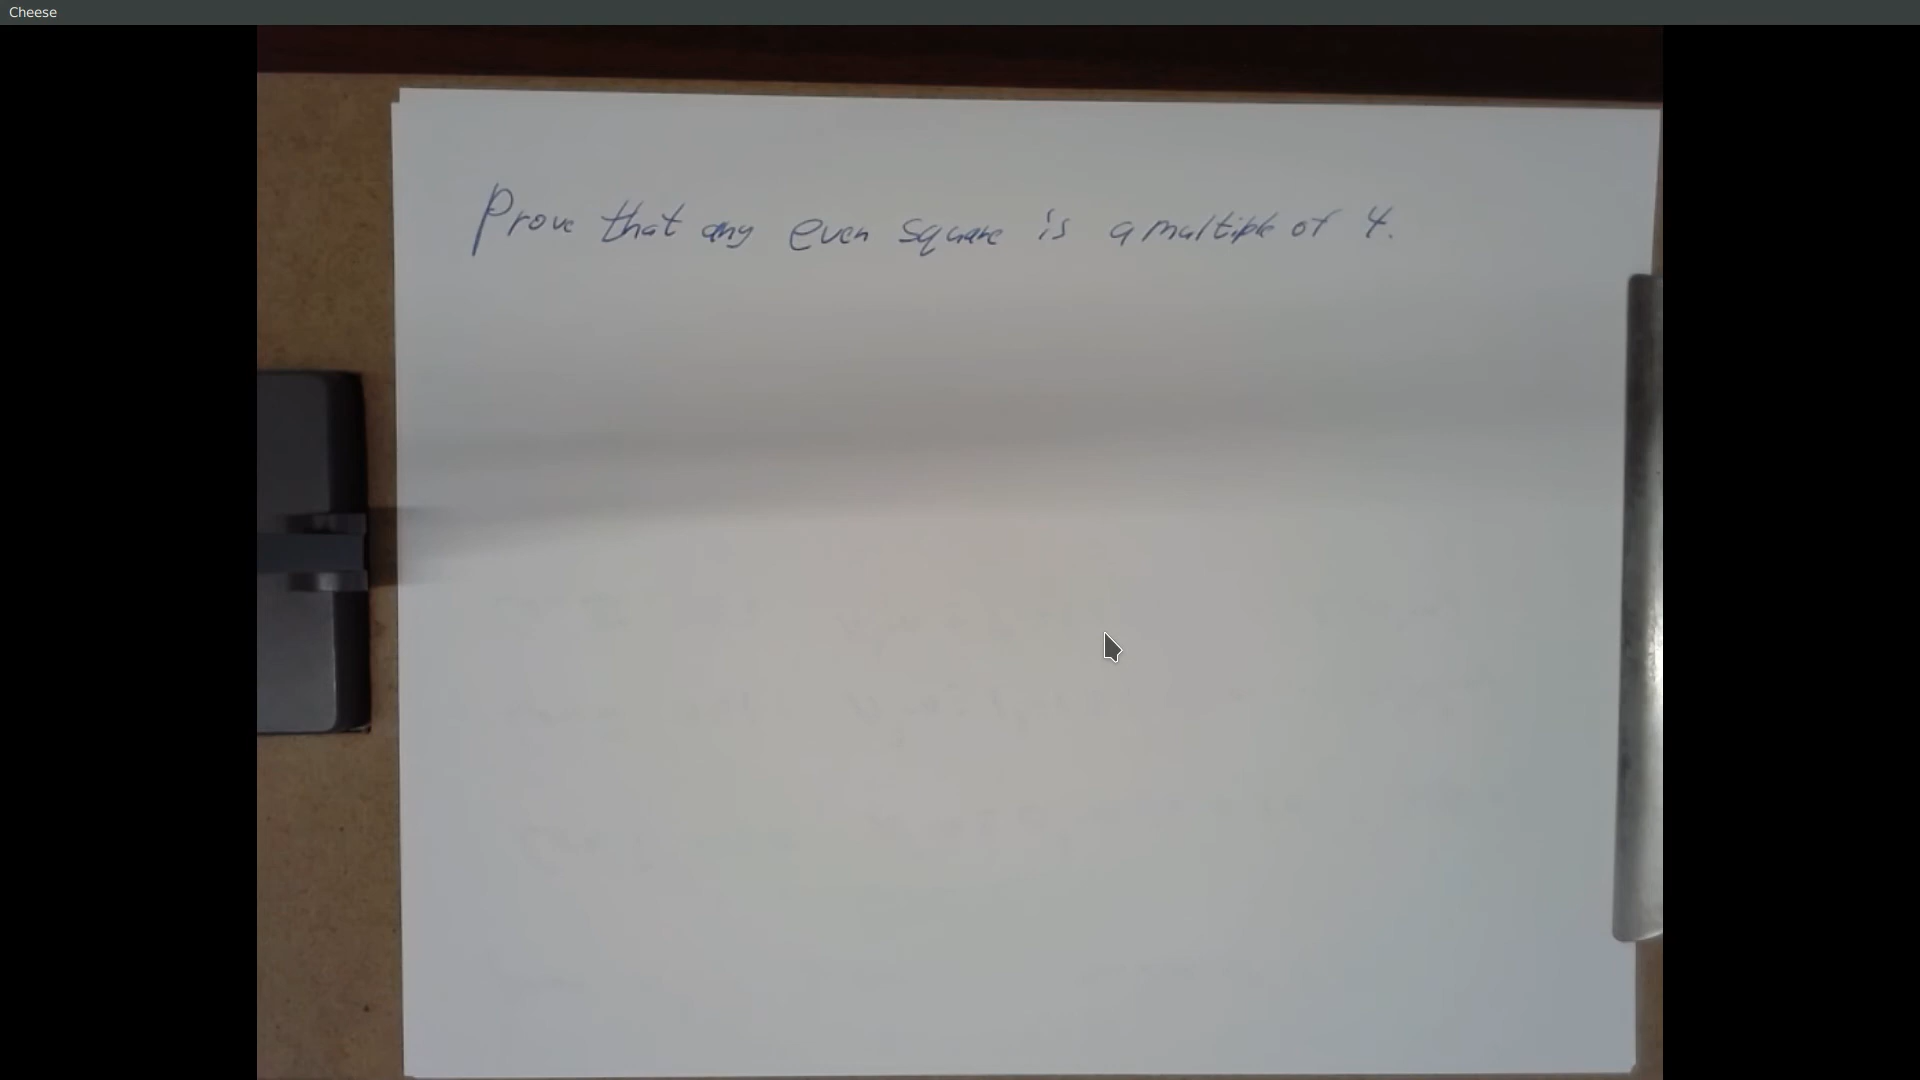 Cheese
Prove that any even square is a multiple of 4.